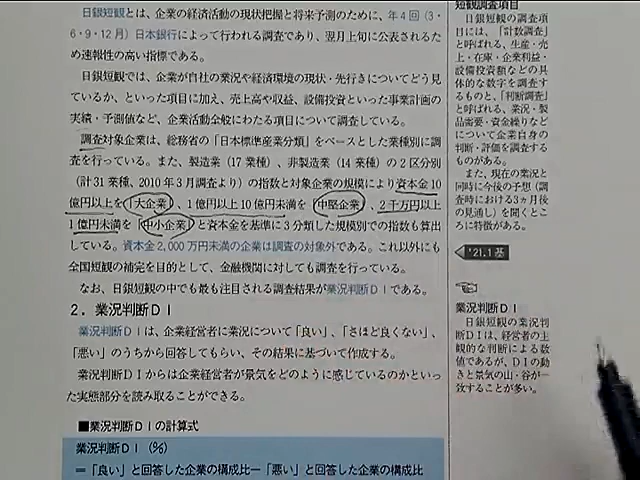 日銀短観とは、企業の経済活動の現状把握と将来予測のために、年4回（3・
6・9・12月）日本銀行によって行われる調査であり、翌月上旬に公表されるた
め速報性の高い指標である。
日銀短観では、企業が自社の業況や経済環境の現状・先行きについてどう見
ているか、といった項目に加え、売上高や収益、設備投資といった事業計画の
実績・予測値など、企業活動全般にわたる項目について調査している。
調査対象企業は、総務省の「日本標準産業分類」をベースとした業種別に調
査を行っている。また、製造業（17業種）、非製造業（14業種）の2区分別
（計31業種、2010年3月調査より）の指数と対象企業の規模により資本金10
億円以上を「大企業」、1億円以上10億円未満を「中堅企業」、2千万円以上
1億円未満を「中小企業」と資本金を基準に3分類した規模別での指数も算出
している。資本金2,000万円未満の企業は調査の対象外である。これ以外にも
全国短観の補完を目的として、金融機関に対しても調査を行っている。
なお、日銀短観の中でも最も注目される調査結果が業況判断DIである。
2．業況判断DI
業況判断DIは、企業経営者に業況について「良い」、「さほど良くない」、
「悪い」のうちから回答してもらい、その結果に基づいて作成する。
業況判断DIからは企業経営者が景気をどのように感じているのかといっ
た実態部分を読み取ることができる。
■業況判断DIの計算式
業況判断DI（％）
＝「良い」と回答した企業の構成比－「悪い」と回答した企業の構成比
短観調査項目
日銀短観の調査項
目には、「計数調査」
と呼ばれる、生産・売
上・在庫・企業利益・
設備投資額などの具
体的な数字を調査す
るものと、「判断調査」
と呼ばれる、業況・製
品需要・資金繰りなど
について企業自身の
判断・評価を調査する
ものがある。
また、現在の業況と
同時に今後の予想（調
査時における3ヵ月後
の見通し）を聞くとこ
ろに特徴がある。
'21.1基
業況判断DI
日銀短観の業況判
断DIは、経営者の主
観的な判断による数
値であるが、DIの動
きと景気の山・谷が一
致することが多い。